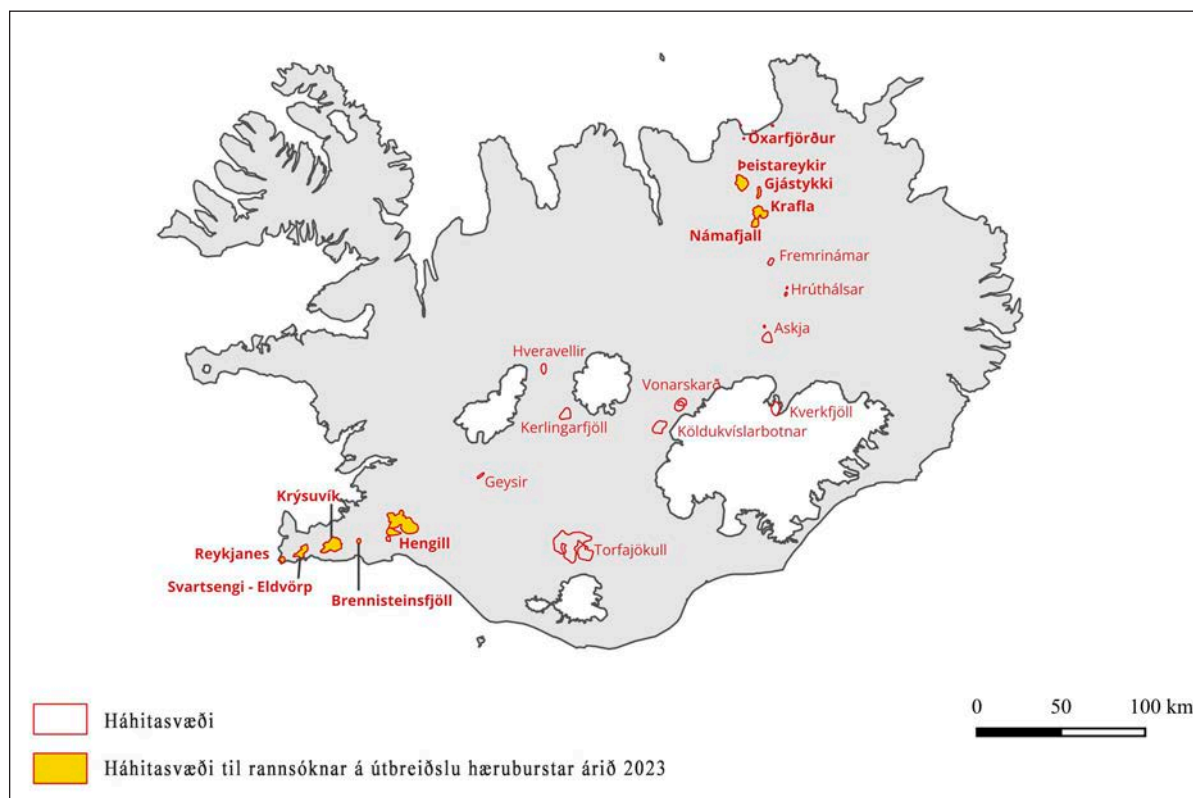 Öxarfjörður
Þeistareykir
Gjástykki
Krafla
Námafjall
Fremrinámar
Hrúthálsar
Askja
Hveravellir
Vonarskarð
Kverkfjöll
Kerlingarfjöll
Köldukvíslarbotnar
Geysir
Krýsuvík
Hengill
Torfajökull
Reykjanes
Svartsengi - Eldvörp
Brennisteinsfjöll
Háhitasvæði
0 50 100 km
Háhitasvæði til rannsóknar á útbreiðslu hæruburstar árið 2023